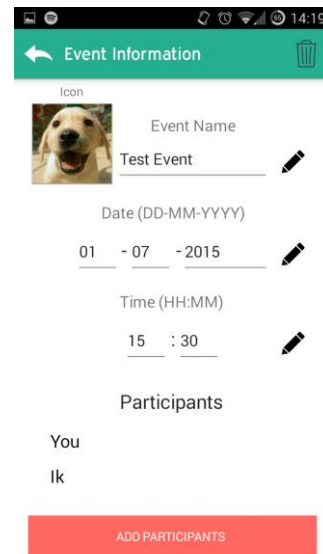 14:19
Event Information
Icon
Event Name
Test Event
Date (DD-MM-YYYY)
01 - 07 - 2015
Time (HH:MM)
15 : 30
Participants
You
Ik
ADD PARTICIPANTS